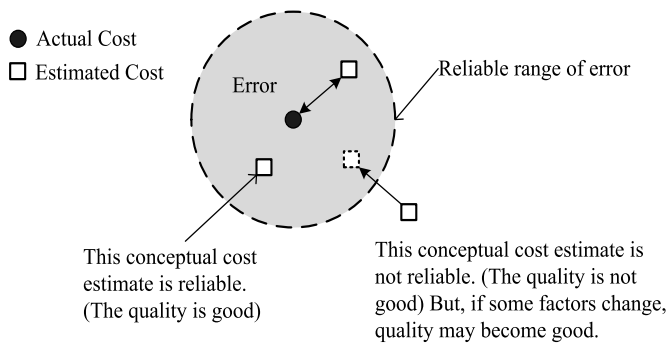 Actual Cost
Estimated Cost
Error
Reliable range of error
This conceptual cost
estimate is reliable.
(The quality is good)
This conceptual cost estimate is
not reliable. (The quality is not
good) But, if some factors change,
quality may become good.